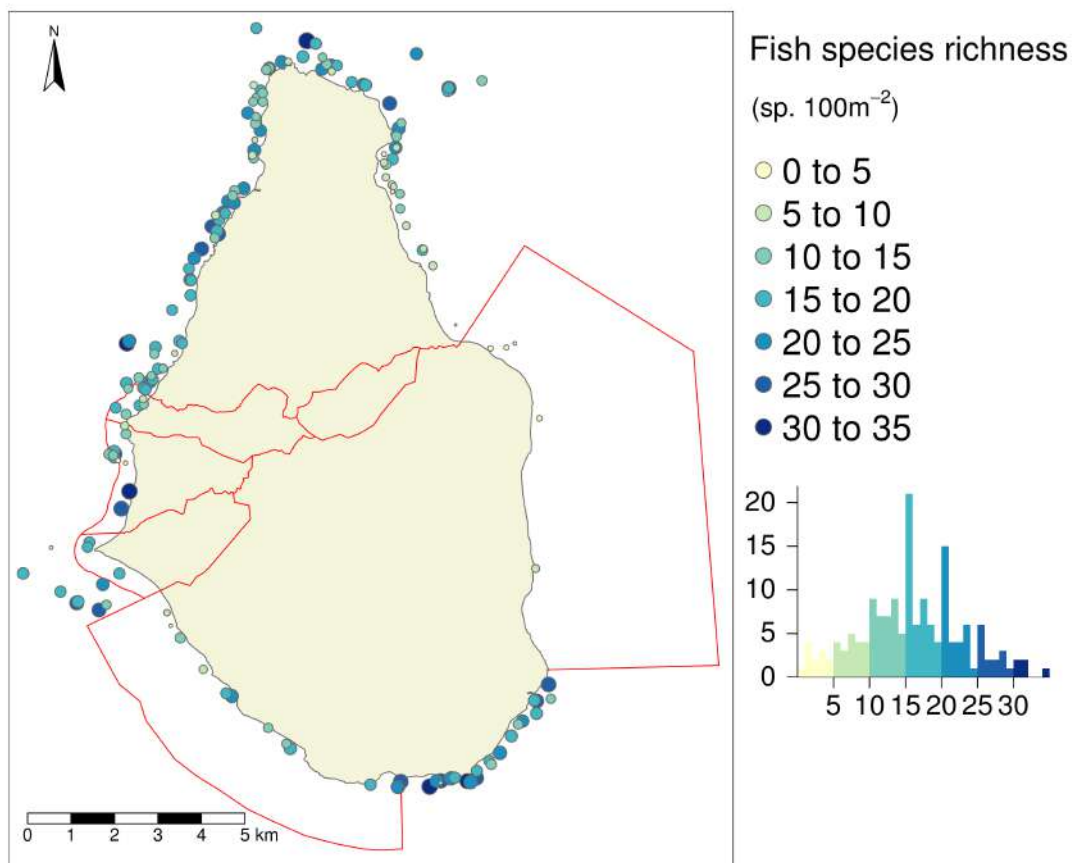 N
0 1 2 3 4 5 km
Fish species richness
(sp. 100m⁻²)
0 to 5
5 to 10
10 to 15
15 to 20
20 to 25
25 to 30
30 to 35
20
15
10
5
0
5 10 15 20 25 30